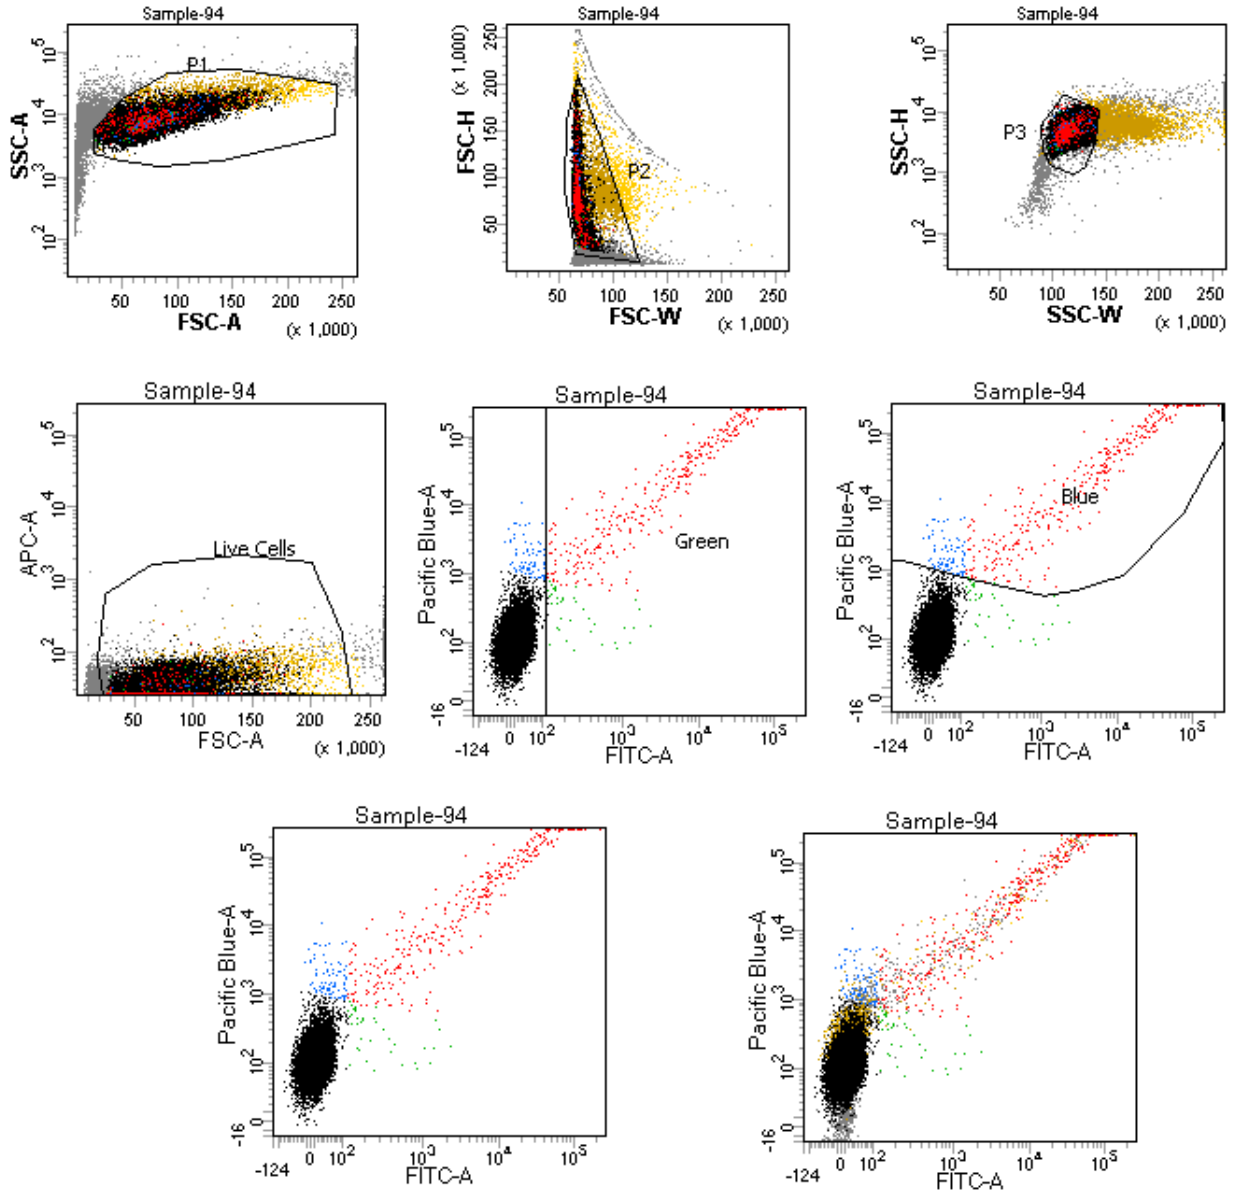 Sample-94
SSC-A
10^5
10^4
10^3
10^2
P1
50 100 150 200 250
FSC-A
(x 1,000)
Sample-94
FSC-H
(x 1,000)
250
200
150
100
50
P2
50 100 150 200 250
FSC-W
(x 1,000)
Sample-94
SSC-H
10^5
10^4
10^3
10^2
P3
50 100 150 200 250
SSC-W
(x 1,000)
Sample-94
APC-A
10^5
10^4
10^3
10^2
Live Cells
50 100 150 200 250
FSC-A
(x 1,000)
Sample-94
Pacific Blue-A
10^5
10^4
10^3
10^2
0
-16
Green
-124 0 10^2 10^3 10^4 10^5
FITC-A
Sample-94
Pacific Blue-A
10^5
10^4
10^3
10^2
0
-16
Blue
-124 0 10^2 10^3 10^4 10^5
FITC-A
Sample-94
Pacific Blue-A
10^5
10^4
10^3
10^2
0
-16
-124 0 10^2 10^3 10^4 10^5
FITC-A
Sample-94
Pacific Blue-A
10^5
10^4
10^3
10^2
0
-16
-124 0 10^2 10^3 10^4 10^5
FITC-A